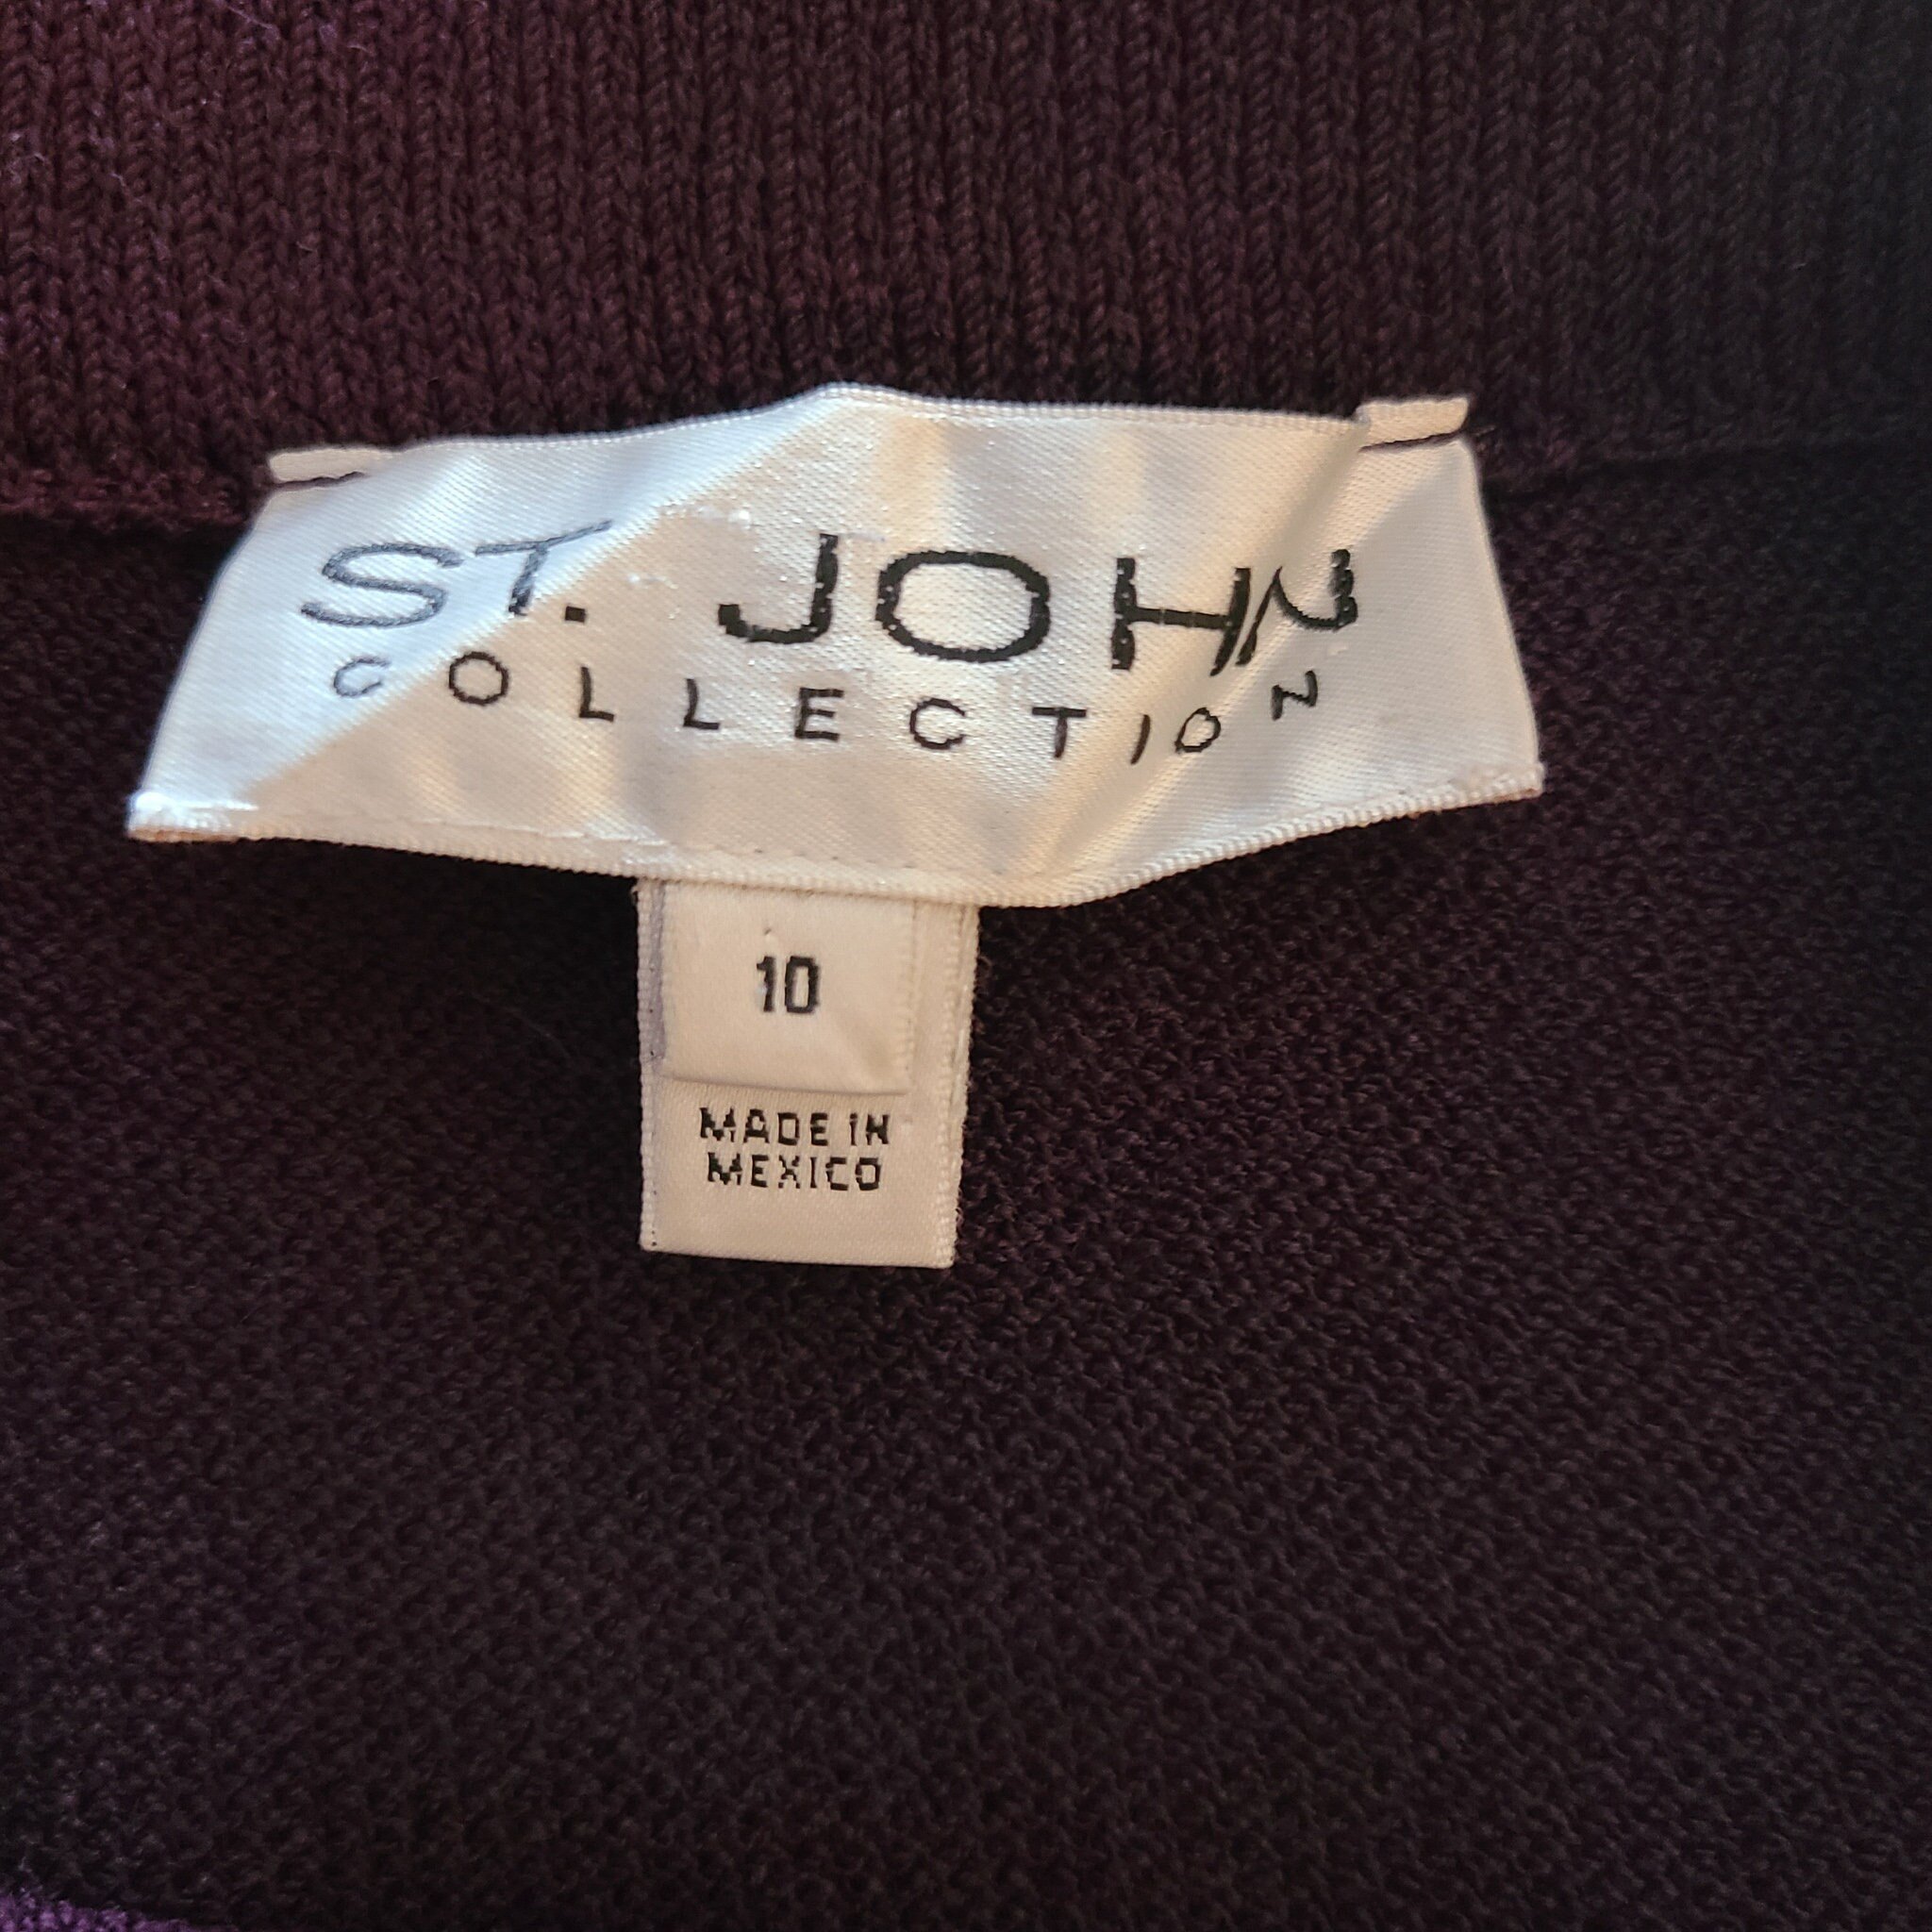 ST. JOHN
COLLECTION
10
MADE IN
MEXICO